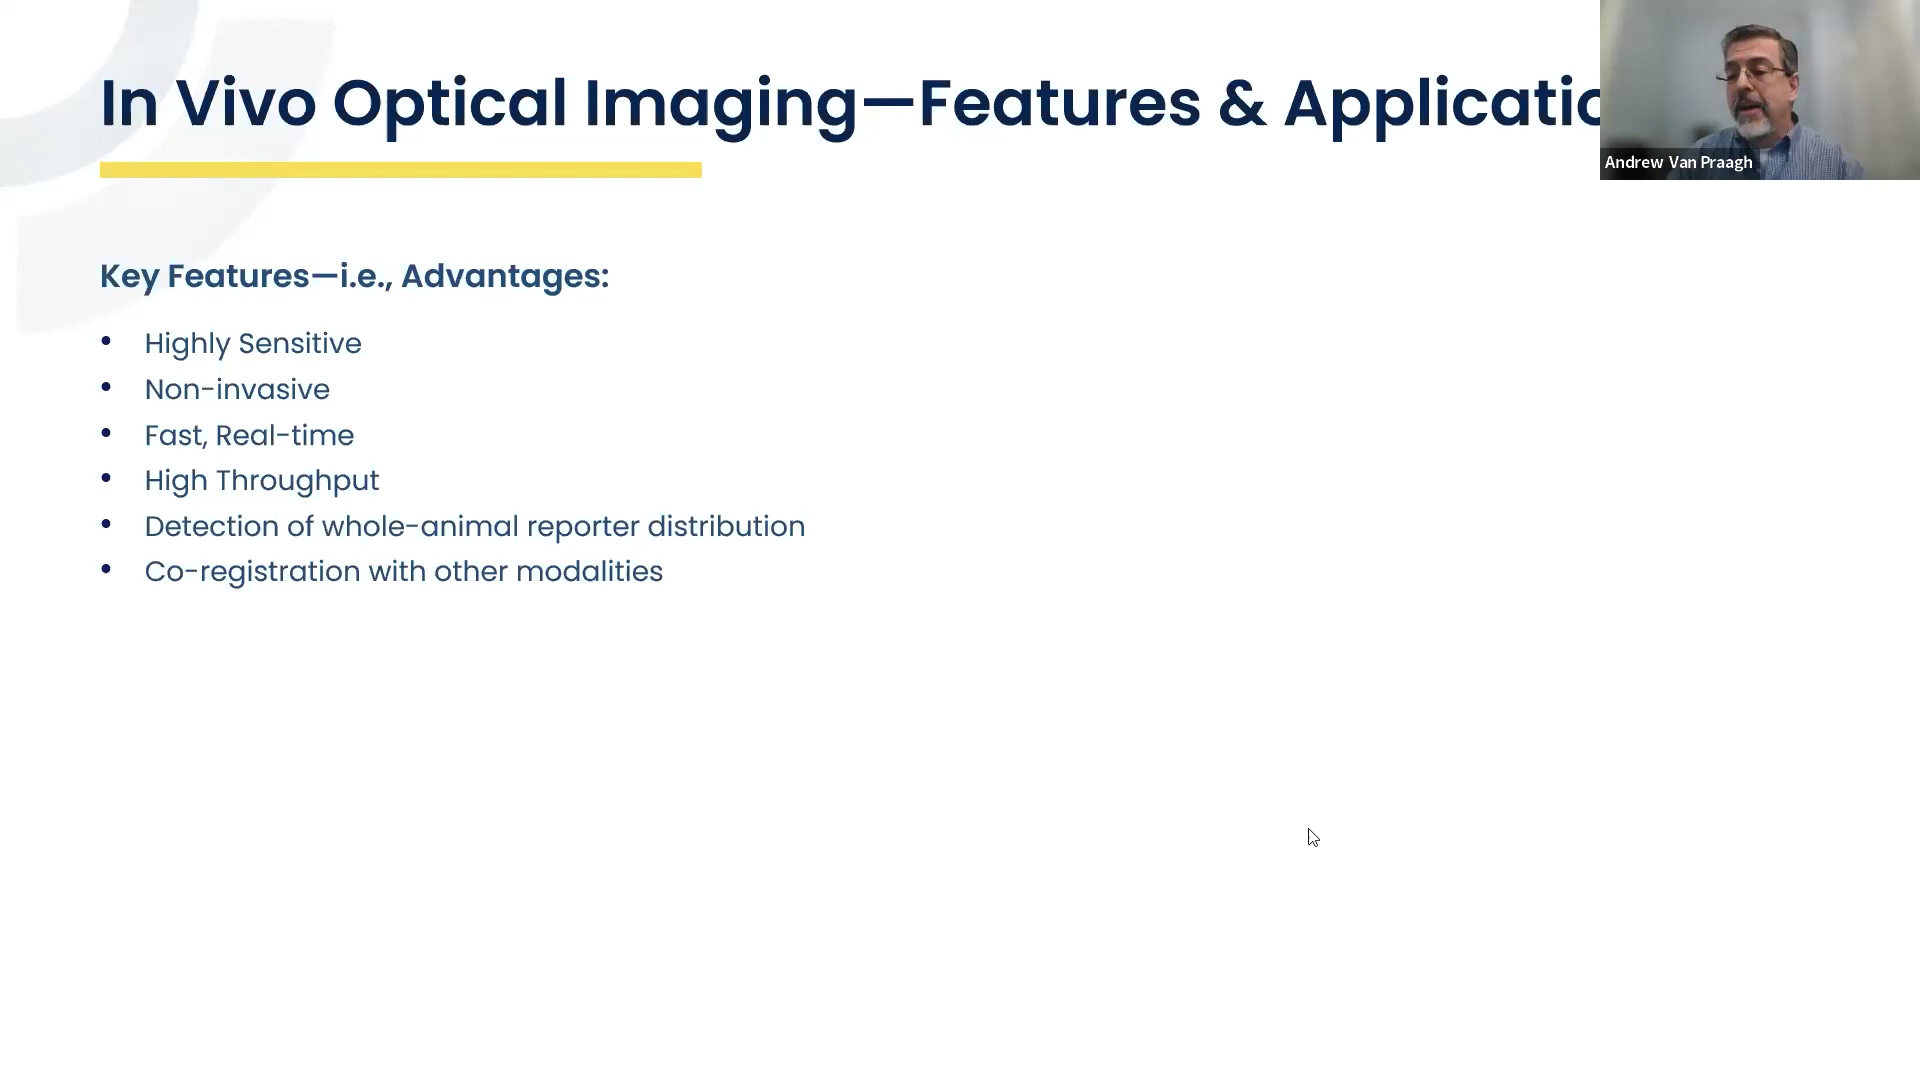 In Vivo Optical Imaging—Features & Applicatio
Andrew Van Praagh
Key Features—i.e., Advantages:
• Highly Sensitive
• Non-invasive
• Fast, Real-time
• High Throughput
• Detection of whole-animal reporter distribution
• Co-registration with other modalities